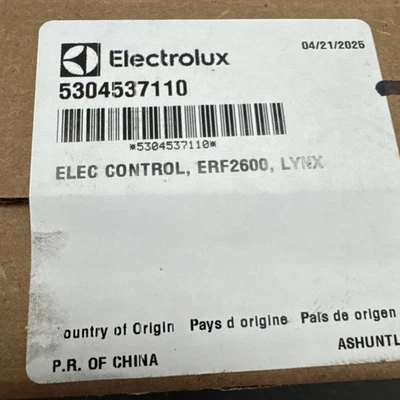 Electrolux
04/21/2025
5304537110
*5304537110*
ELEC CONTROL, ERF2600, LYNX
ountry of Origin Pays d origine Pais de origen
P.R. OF CHINA
ASHUNTL